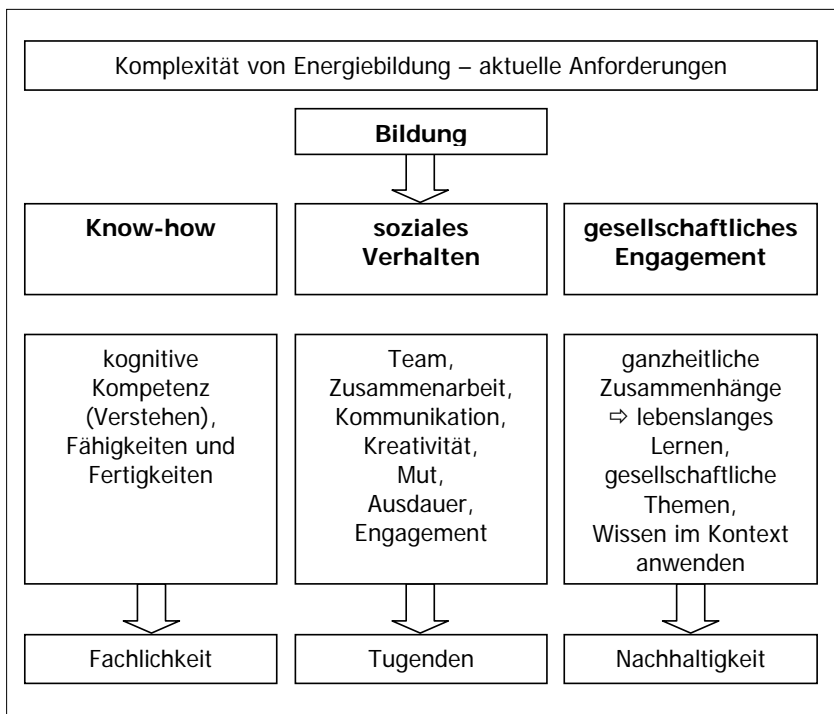 Komplexität von Energiebildung – aktuelle Anforderungen
Bildung
Know-how
soziales
Verhalten
gesellschaftliches
Engagement
kognitive
Kompetenz
(Verstehen),
Fähigkeiten und
Fertigkeiten
Team,
Zusammenarbeit,
Kommunikation,
Kreativität,
Mut,
Ausdauer,
Engagement
ganzheitliche
Zusammenhänge
⇨ lebenslanges
Lernen,
gesellschaftliche
Themen,
Wissen im Kontext
anwenden
Fachlichkeit
Tugenden
Nachhaltigkeit